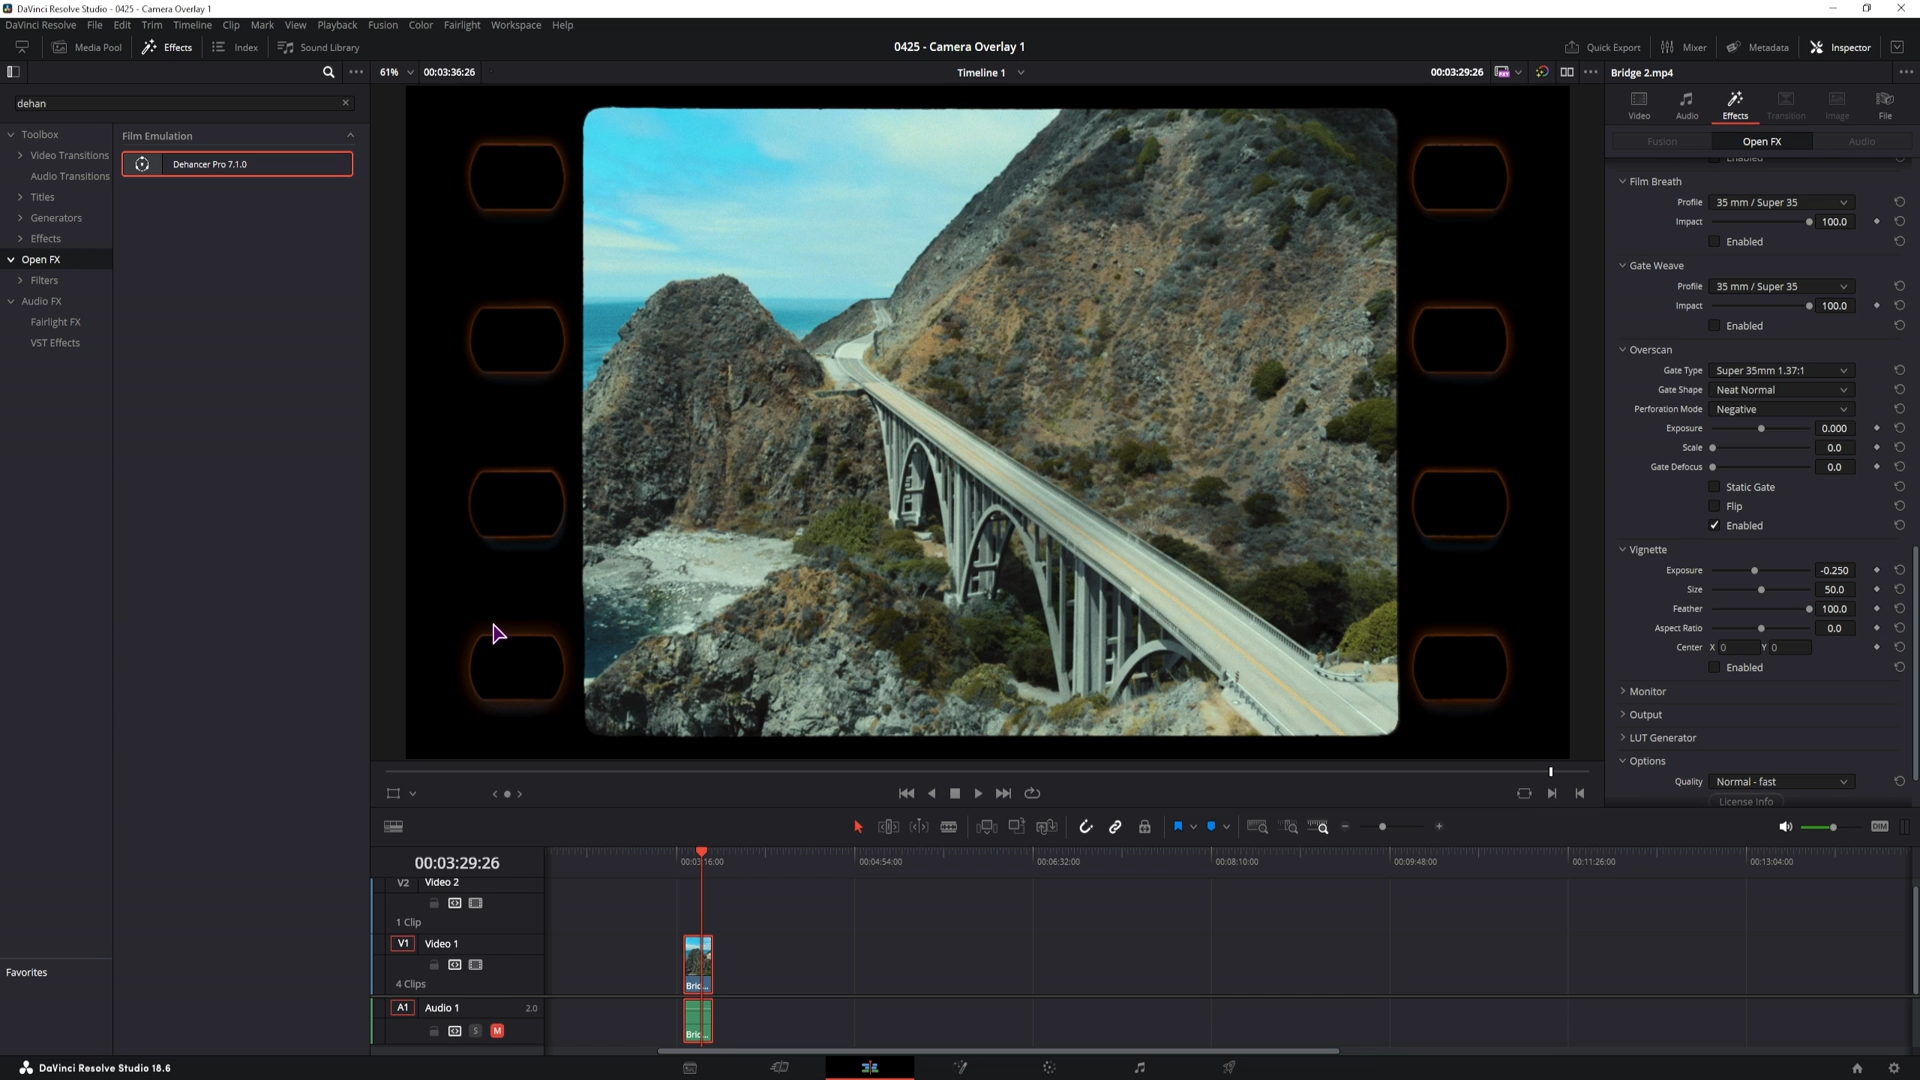 DaVinci Resolve Studio - 0425 - Camera Overlay 1
DaVinci Resolve File Edit Trim Timeline Clip Mark View Playback Fusion Color Fairlight Workspace Help
Media Pool Effects Index Sound Library 0425 - Camera Overlay 1 Quick Export Mixer Metadata Inspector
61% 00:03:36:26 Timeline 1 00:03:29:26 Bridge 2.mp4
dehan
Video Audio Effects Transition Image File
Fusion Open FX Audio
Toolbox
Video Transitions
Audio Transitions
Titles
Generators
Effects
Open FX
Filters
Audio FX
Fairlight FX
VST Effects
Favorites
Film Emulation
Dehancer Pro 7.1.0
Enabled
Film Breath
Profile 35 mm / Super 35
Impact 100.0
Enabled
Gate Weave
Profile 35 mm / Super 35
Impact 100.0
Enabled
Overscan
Gate Type Super 35mm 1.37:1
Gate Shape Neat Normal
Perforation Mode Negative
Exposure 0.000
Scale 0.0
Gate Defocus 0.0
Static Gate
Flip
Enabled
Vignette
Exposure -0.250
Size 50.0
Feather 100.0
Aspect Ratio 0.0
Center X 0 Y 0
Enabled
Monitor
Output
LUT Generator
Options
Quality Normal - fast
License Info
DIM
00:03:29:26 00:03:16:00 00:04:54:00 00:06:32:00 00:08:10:00 00:09:48:00 00:11:26:00 00:13:04:00
V2 Video 2
1 Clip
V1 Video 1
4 Clips
Bric...
A1 Audio 1 2.0
S M
Bric...
DaVinci Resolve Studio 18.6